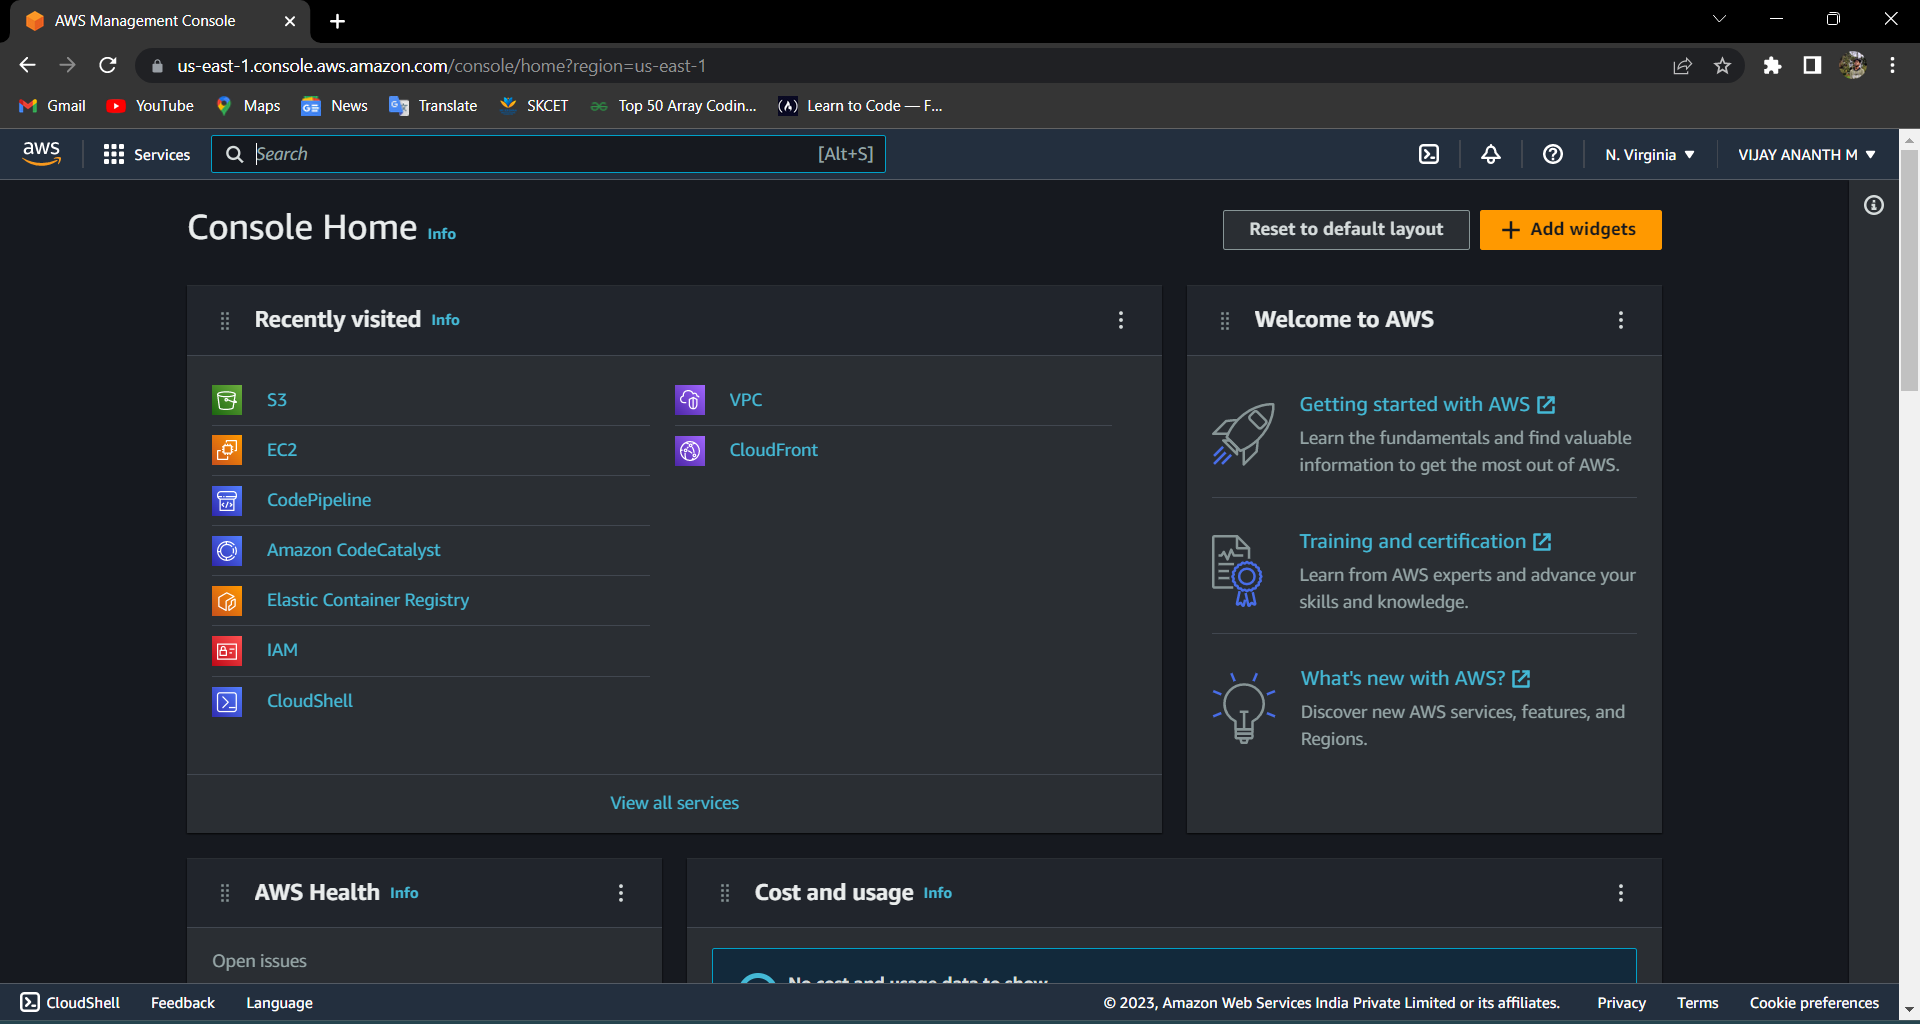 AWS Management Console
us-east-1.console.aws.amazon.com/console/home?region=us-east-1
Gmail YouTube Maps News Translate SKCET Top 50 Array Codin... Learn to Code — F...
aws Services Search [Alt+S] N. Virginia VIJAY ANANTH M
Console Home Info
Reset to default layout
Add widgets
Recently visited Info
S3
EC2
CodePipeline
Amazon CodeCatalyst
Elastic Container Registry
IAM
CloudShell
VPC
CloudFront
View all services
Welcome to AWS
Getting started with AWS
Learn the fundamentals and find valuable
information to get the most out of AWS.
Training and certification
Learn from AWS experts and advance your
skills and knowledge.
What's new with AWS?
Discover new AWS services, features, and
Regions.
AWS Health Info
Open issues
Cost and usage Info
No cost and usage data to show
CloudShell Feedback Language © 2023, Amazon Web Services India Private Limited or its affiliates. Privacy Terms Cookie preferences